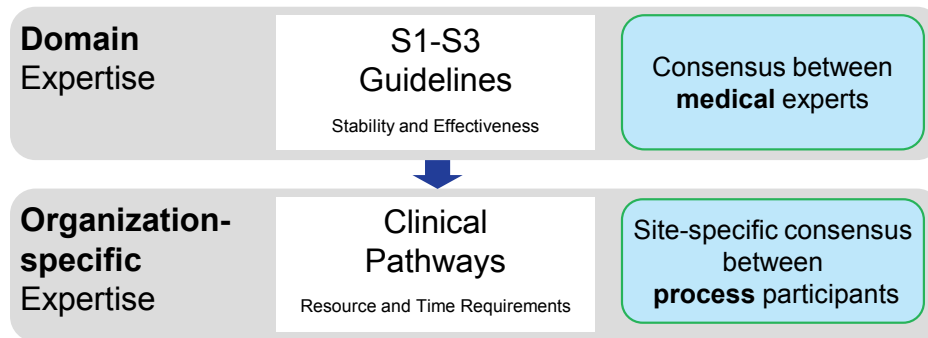 Domain
Expertise
S1-S3
Guidelines
Stability and Effectiveness
Consensus between
medical experts
Organization-
specific
Expertise
Clinical
Pathways
Resource and Time Requirements
Site-specific consensus
between
process participants